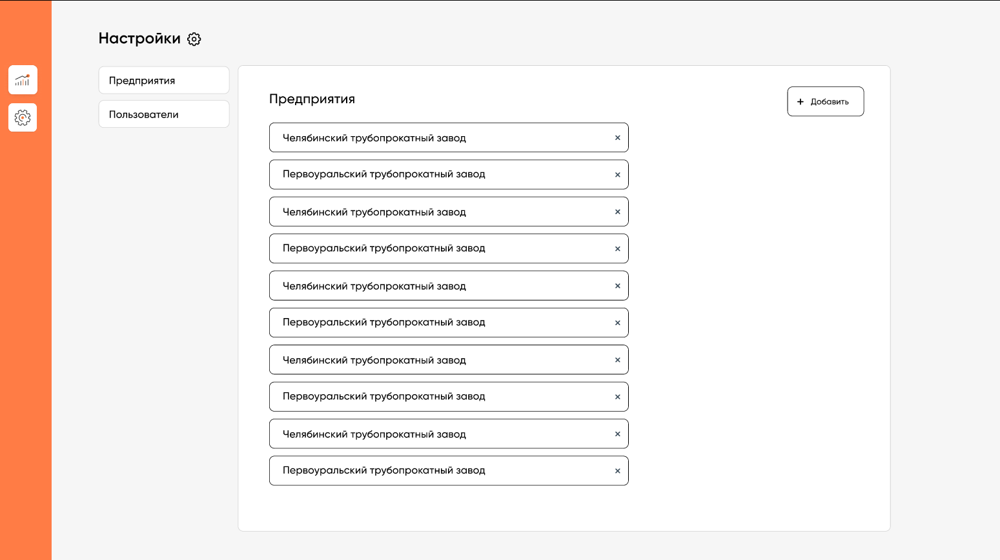 Настройки
Предприятия
Пользователи
Предприятия
+ Добавить
Челябинский трубопрокатный завод ×
Первоуральский трубопрокатный завод ×
Челябинский трубопрокатный завод ×
Первоуральский трубопрокатный завод ×
Челябинский трубопрокатный завод ×
Первоуральский трубопрокатный завод ×
Челябинский трубопрокатный завод ×
Первоуральский трубопрокатный завод ×
Челябинский трубопрокатный завод ×
Первоуральский трубопрокатный завод ×